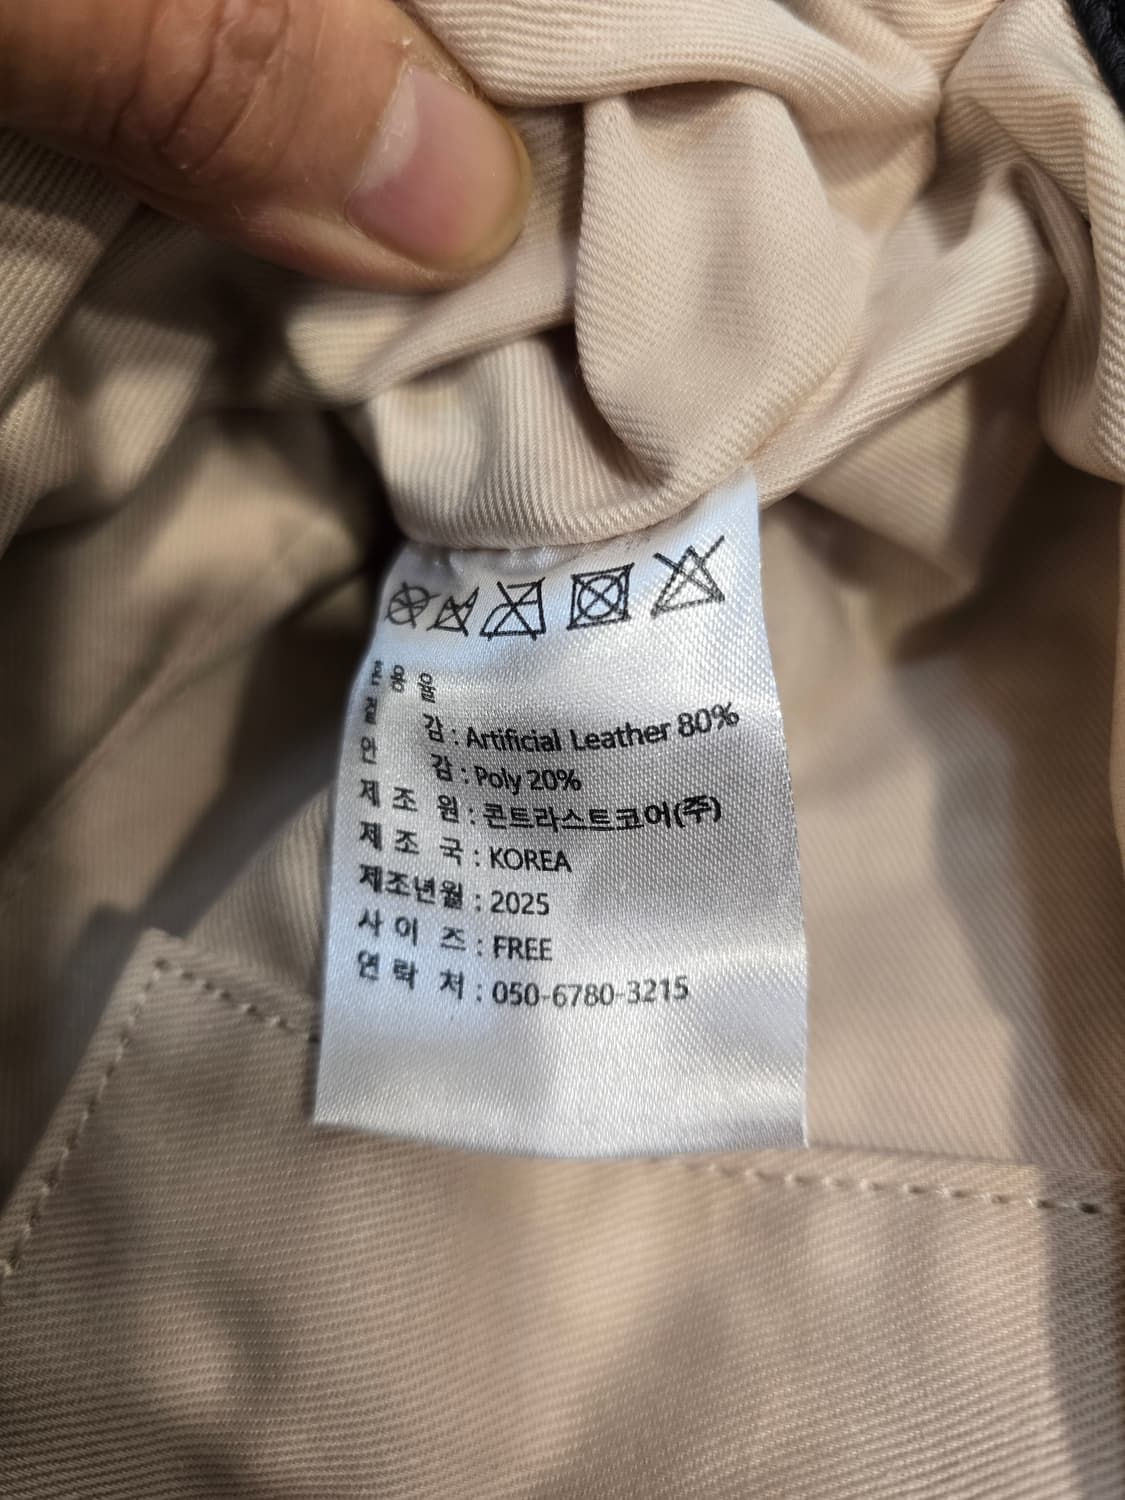 혼 용 율
겉 감 : Artificial Leather 80%
안 감 : Poly 20%
제 조 원 : 콘트라스트코어(주)
제 조 국 : KOREA
제조년월 : 2025
사 이 즈 : FREE
연 락 처 : 050-6780-3215